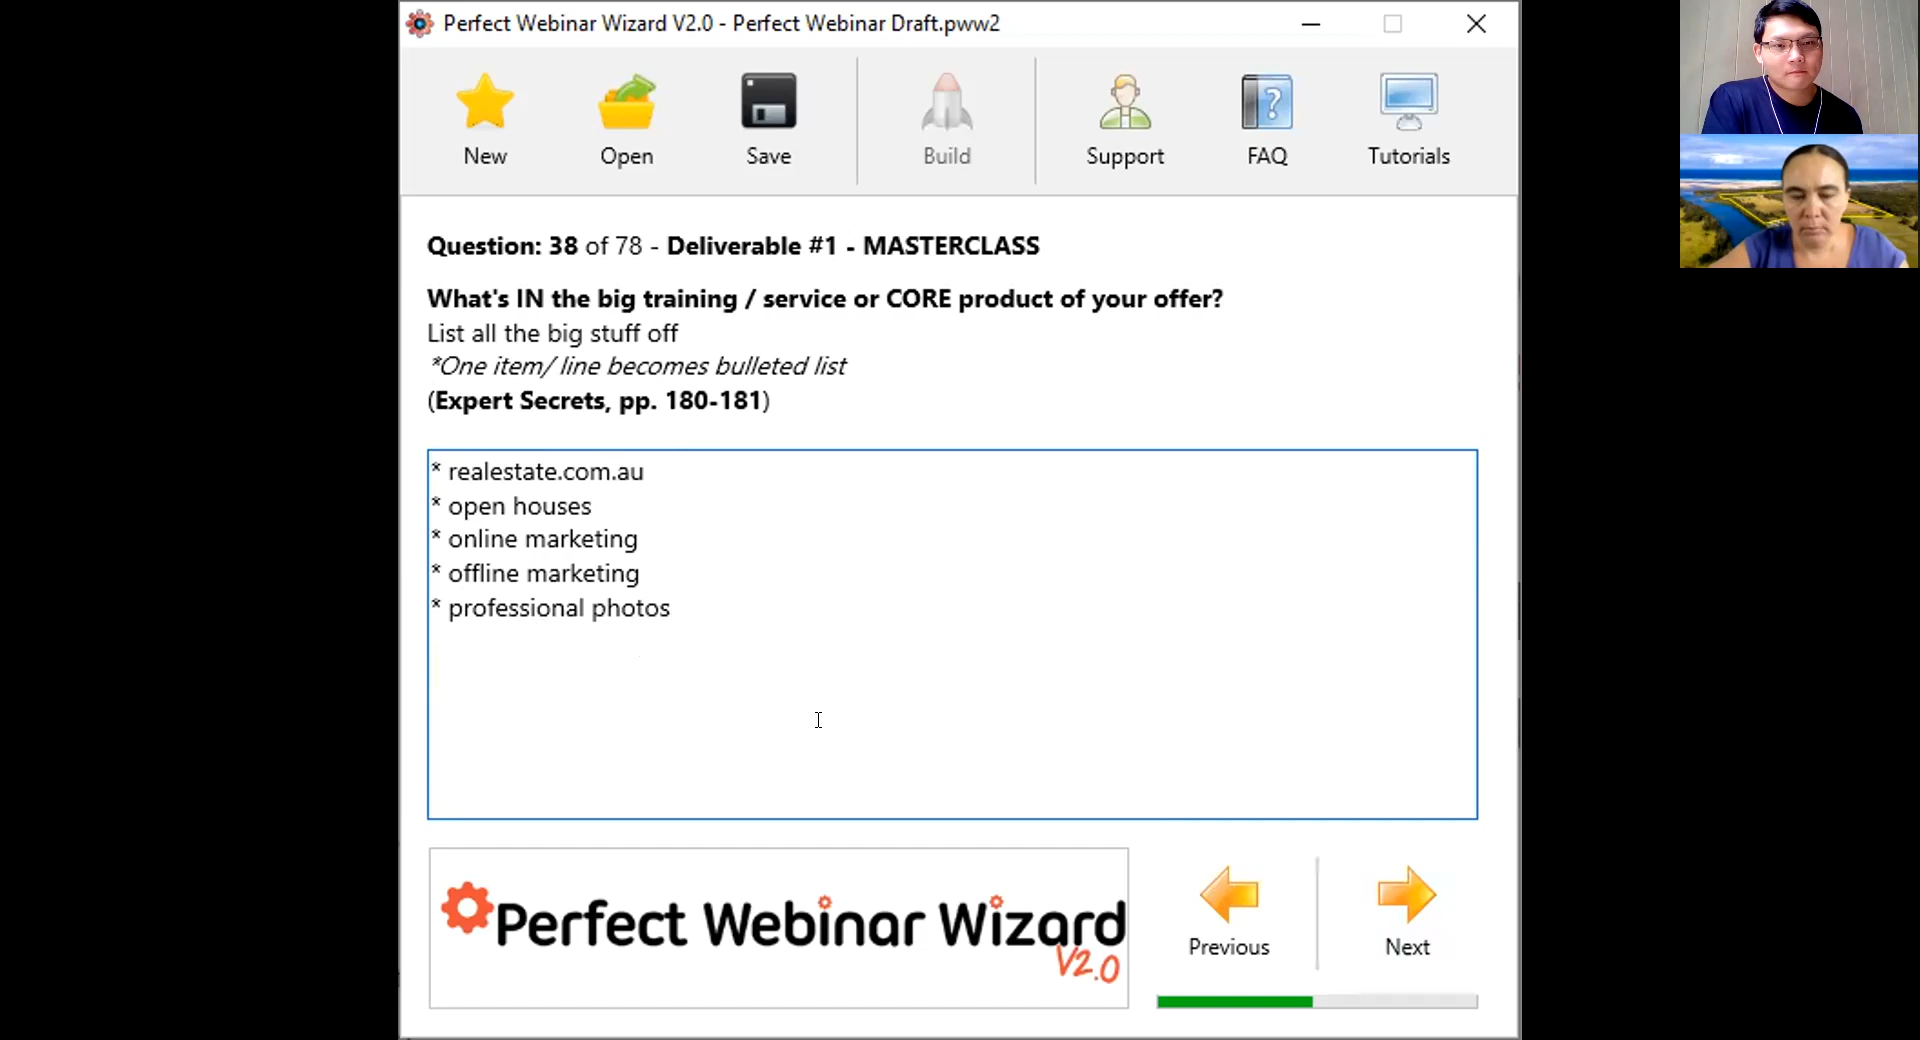 Perfect Webinar Wizard V2.0 - Perfect Webinar Draft.pww2
New Open Save Build Support FAQ Tutorials
Question: 38 of 78 - Deliverable #1 - MASTERCLASS
What's IN the big training / service or CORE product of your offer?
List all the big stuff off
*One item/ line becomes bulleted list
(Expert Secrets, pp. 180-181)
* realestate.com.au
* open houses
* online marketing
* offline marketing
* professional photos
Perfect Webinar Wizard
V2.0
Previous Next